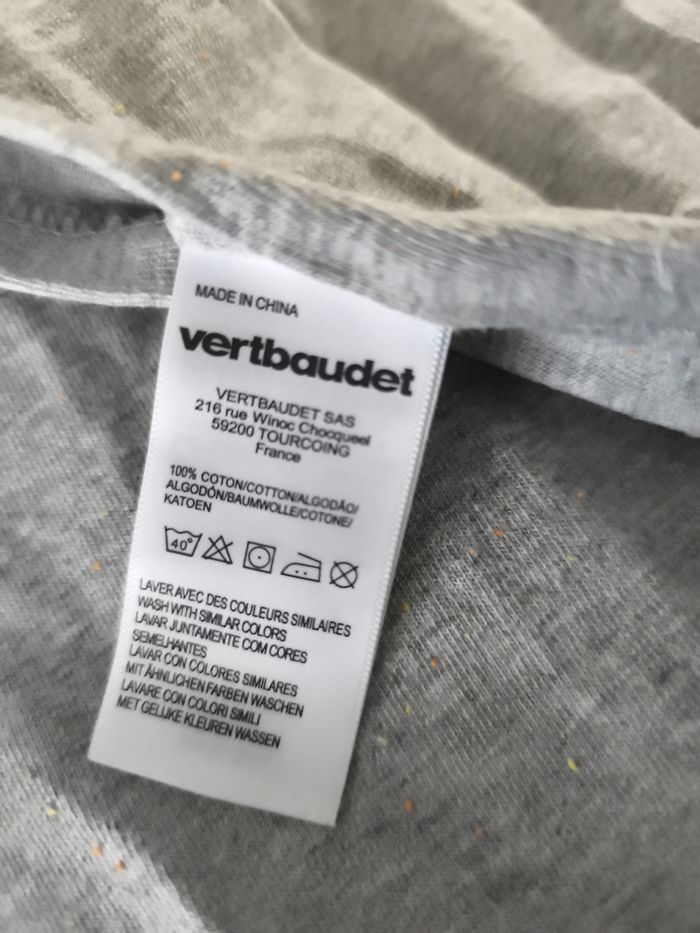 MADE IN CHINA
vertbaudet
VERTBAUDET SAS
216 rue Winoc Chocqueel
59200 TOURCOING
France
100% COTON/COTTON/ALGODÃO/
ALGODÓN/BAUMWOLLE/COTONE/
KATOEN
40°
LAVER AVEC DES COULEURS SIMILAIRES
WASH WITH SIMILAR COLORS
LAVAR JUNTAMENTE COM CORES
SEMELHANTES
LAVAR CON COLORES SIMILARES
MIT ÄHNLICHEN FARBEN WASCHEN
LAVARE CON COLORI SIMILI
MET GELIJKE KLEUREN WASSEN